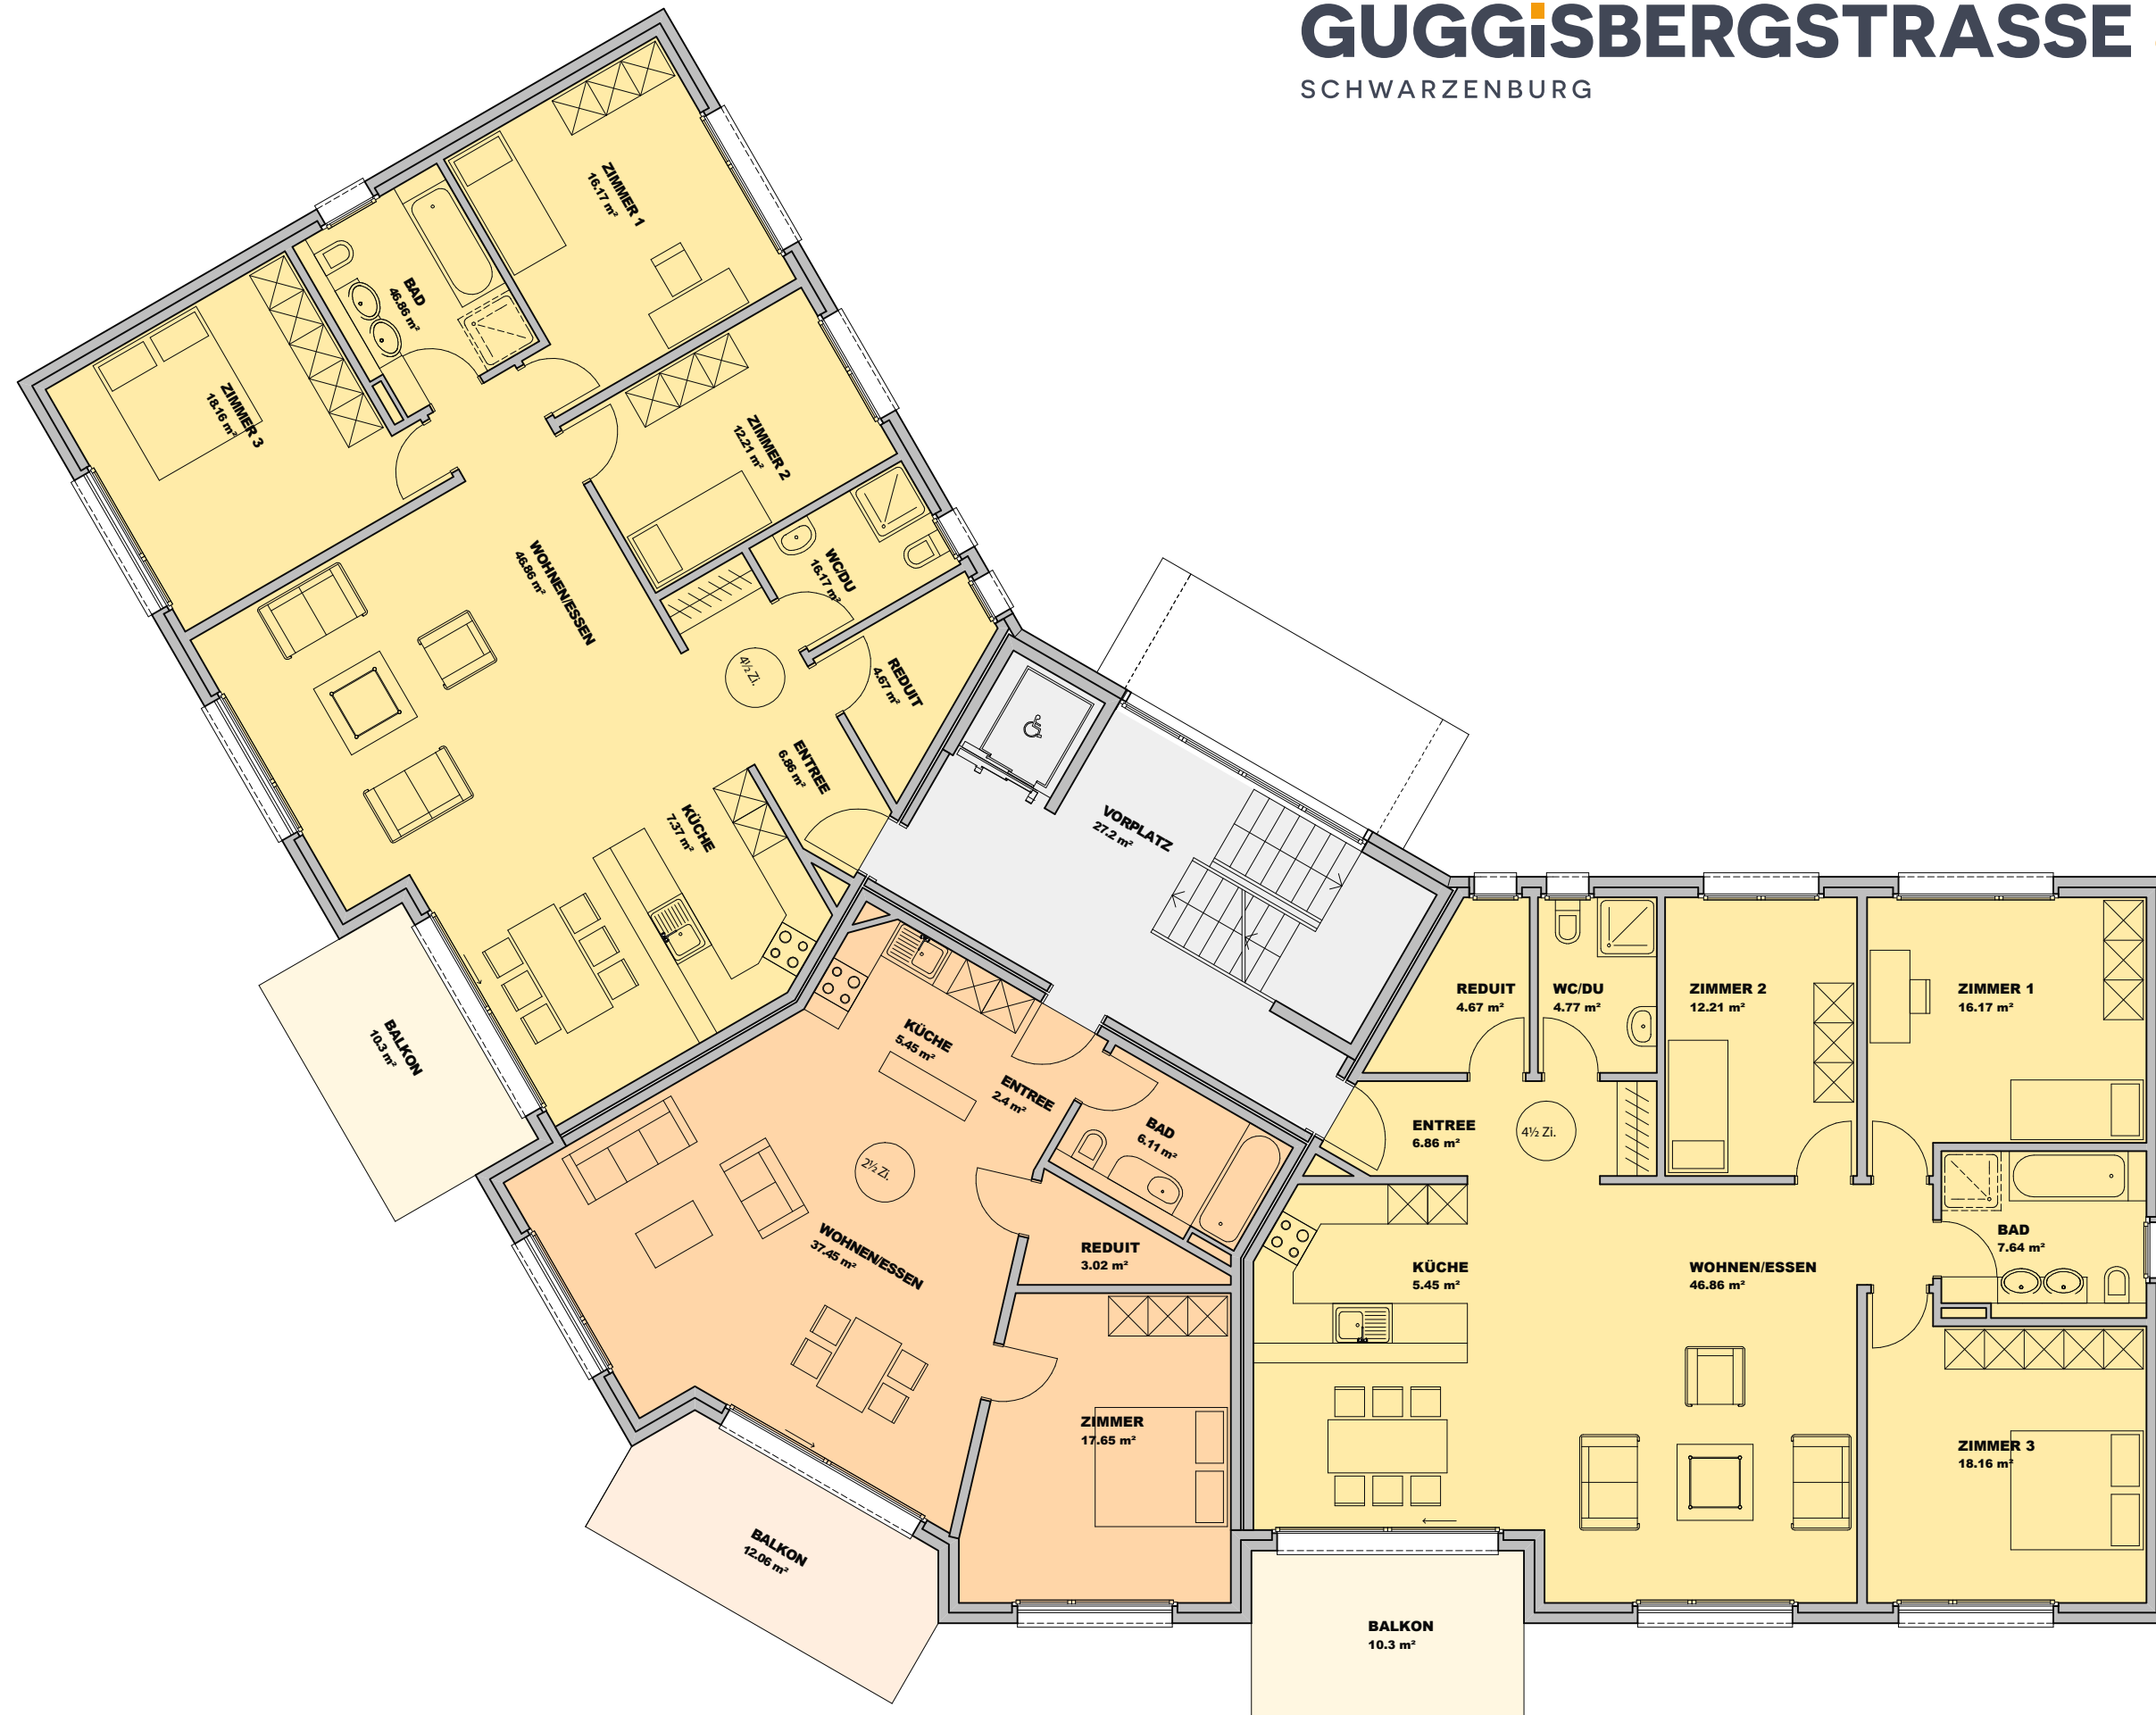 GUGGiSBERGSTRASSE
SCHWARZENBURG
ZIMMER 1
16.17 m²
BAD
46.86 m²
ZIMMER 3
18.16 m²
ZIMMER 2
12.21 m²
WOHNEN/ESSEN
46.86 m²
WC/DU
16.17 m²
4½ Zi.
REDUIT
4.67 m²
ENTREE
6.86 m²
KÜCHE
7.37 m²
BALKON
10.3 m²
VORPLATZ
27.2 m²
KÜCHE
5.45 m²
ENTREE
2.4 m²
BAD
6.11 m²
2½ Zi.
WOHNEN/ESSEN
37.45 m²
REDUIT
3.02 m²
ZIMMER
17.65 m²
BALKON
12.06 m²
REDUIT
4.67 m²
WC/DU
4.77 m²
ZIMMER 2
12.21 m²
ZIMMER 1
16.17 m²
ENTREE
6.86 m²
4½ Zi.
BAD
7.64 m²
KÜCHE
5.45 m²
WOHNEN/ESSEN
46.86 m²
ZIMMER 3
18.16 m²
BALKON
10.3 m²